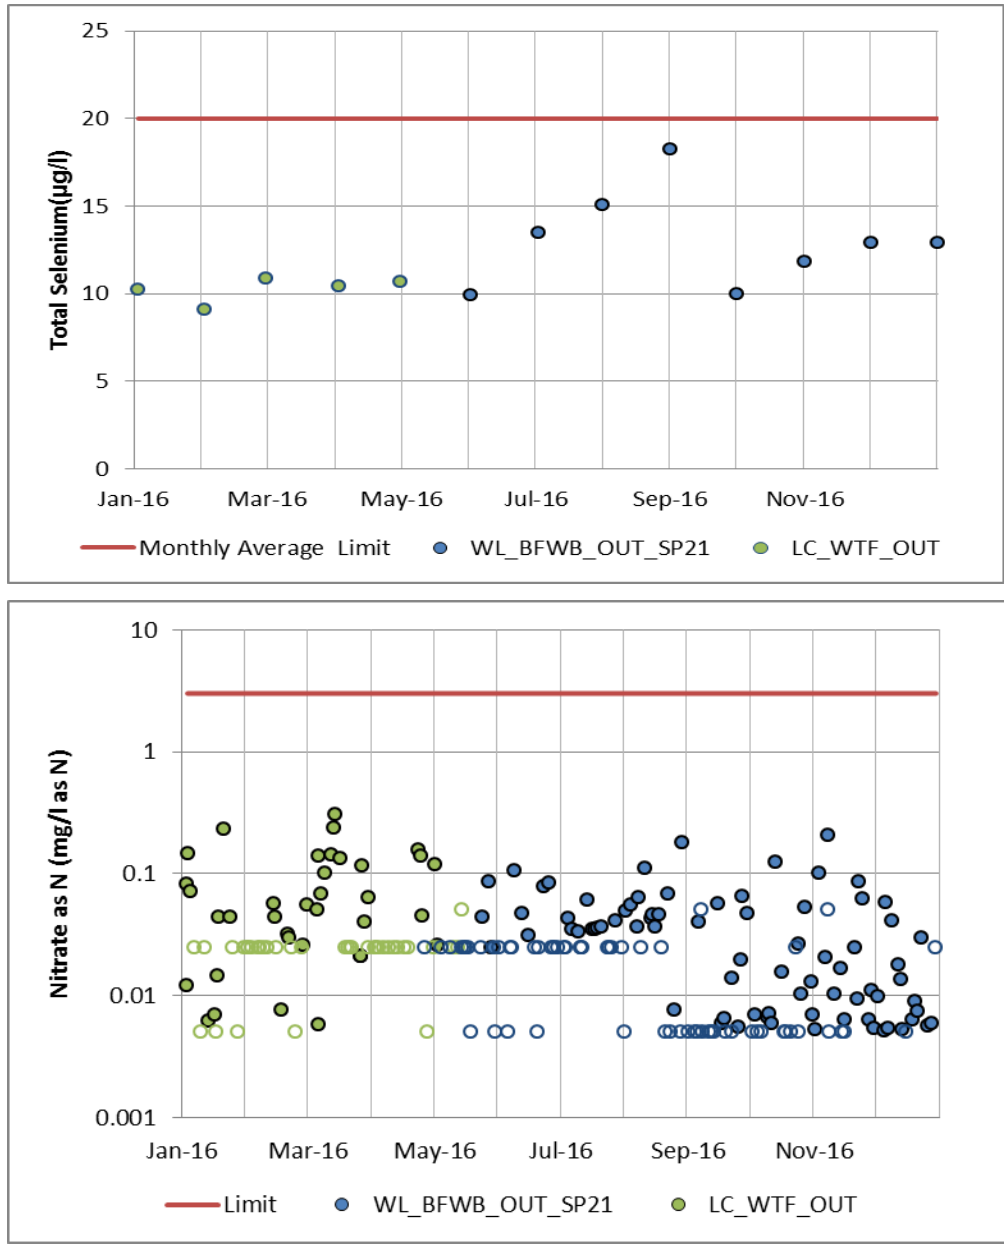 25
20
15
10
5
0
Total Selenium(µg/l)
Jan-16 Mar-16 May-16 Jul-16 Sep-16 Nov-16
Monthly Average Limit WL_BFWB_OUT_SP21 LC_WTF_OUT
10
1
0.1
0.01
0.001
Nitrate as N (mg/l as N)
Jan-16 Mar-16 May-16 Jul-16 Sep-16 Nov-16
Limit WL_BFWB_OUT_SP21 LC_WTF_OUT